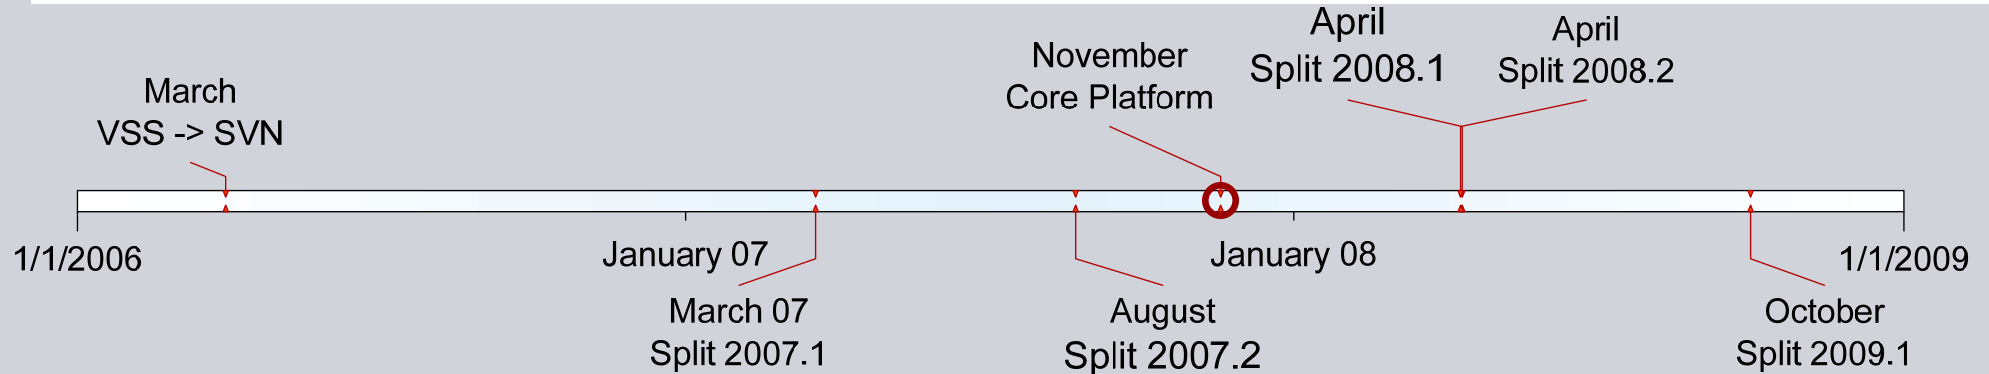 March
VSS -> SVN
November
Core Platform
April
Split 2008.1
April
Split 2008.2
1/1/2006
January 07
January 08
1/1/2009
March 07
Split 2007.1
August
Split 2007.2
October
Split 2009.1